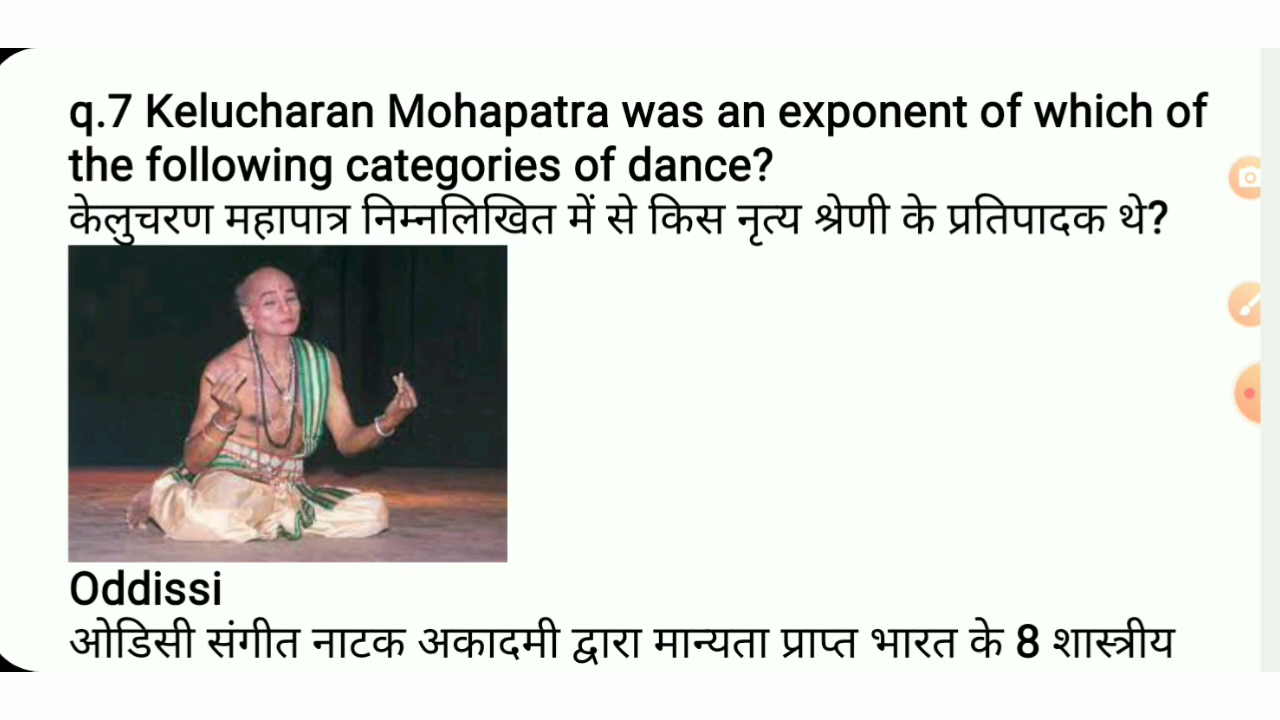 q.7 Kelucharan Mohapatra was an exponent of which of
the following categories of dance?
केलुचरण महापात्र निम्नलिखित में से किस नृत्य श्रेणी के प्रतिपादक थे?
Oddissi
ओडिसी संगीत नाटक अकादमी द्वारा मान्यता प्राप्त भारत के 8 शास्त्रीय